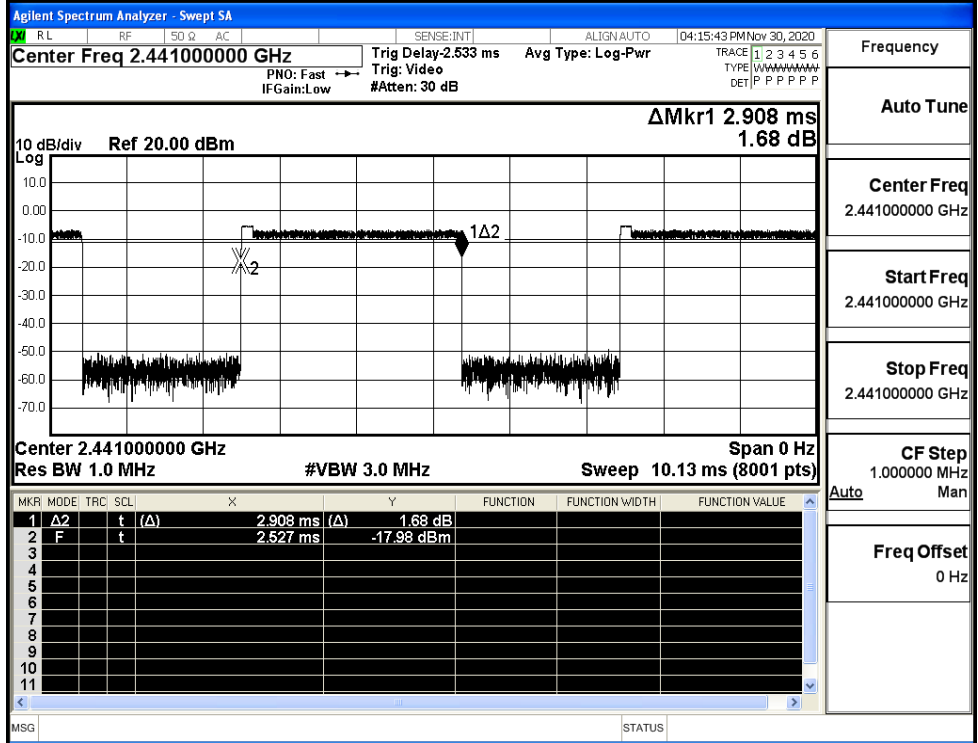 Agilent Spectrum Analyzer - Swept SA
LXI RL RF 50 Ω AC SENSE:INT ALIGNAUTO 04:15:43 PMNov 30, 2020
Center Freq 2.441000000 GHz
PNO: Fast
IFGain:Low
Trig Delay-2.533 ms
Trig: Video
#Atten: 30 dB
Avg Type: Log-Pwr
TRACE 1 2 3 4 5 6
TYPE WWWWWW
DET P P P P P P
ΔMkr1 2.908 ms
1.68 dB
10 dB/div Ref 20.00 dBm
Log
10.0
0.00
-10.0
-20.0
-30.0
-40.0
-50.0
-60.0
-70.0
1Δ2
2
Center 2.441000000 GHz Span 0 Hz
Res BW 1.0 MHz #VBW 3.0 MHz Sweep 10.13 ms (8001 pts)
MKR MODE TRC SCL X Y FUNCTION FUNCTION WIDTH FUNCTION VALUE
1 Δ2 t (Δ) 2.908 ms (Δ) 1.68 dB
2 F t 2.527 ms -17.98 dBm
3
4
5
6
7
8
9
10
11
MSG STATUS
Frequency
Auto Tune
Center Freq
2.441000000 GHz
Start Freq
2.441000000 GHz
Stop Freq
2.441000000 GHz
CF Step
1.000000 MHz
Auto Man
Freq Offset
0 Hz